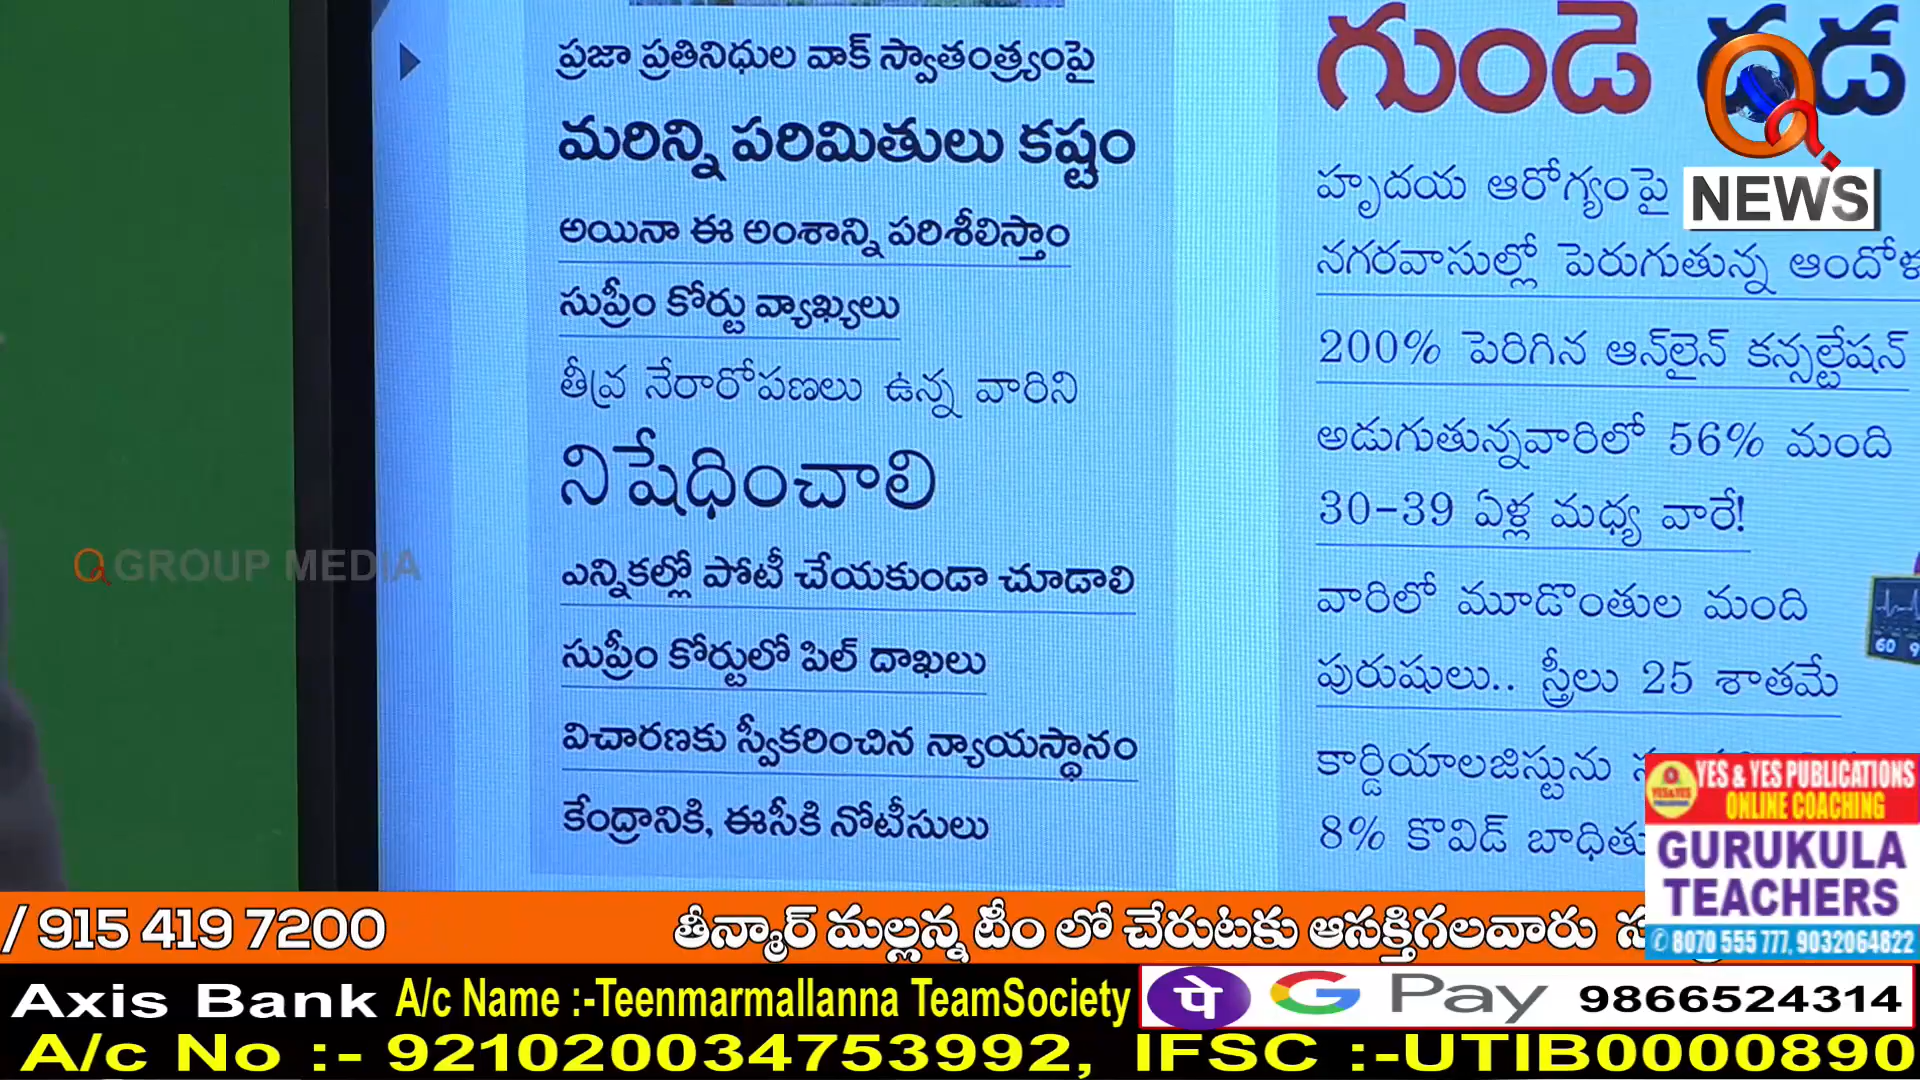 ప్రజా ప్రతినిధుల వాక్ స్వాతంత్ర్యంపై
మరిన్ని పరిమితులు కష్టం
అయినా ఈ అంశాన్ని పరిశీలిస్తాం
సుప్రీం కోర్టు వ్యాఖ్యలు
తీవ్ర నేరారోపణలు ఉన్న వారిని
నిషేధించాలి
ఎన్నికల్లో పోటీ చేయకుండా చూడాలి
సుప్రీం కోర్టులో పిల్ దాఖలు
విచారణకు స్వీకరించిన న్యాయస్థానం
కేంద్రానికి, ఈసీకి నోటీసులు
గుండె
హృదయ ఆరోగ్యంపై
నగరవాసుల్లో పెరుగుతున్న
200% పెరిగిన ఆన్‌లైన్ కన్సల్టేషన్
అడుగుతున్నవారిలో 56% మంది
30-39 ఏళ్ల మధ్య వారే!
వారిలో మూడొంతుల మంది
పురుషులు.. స్త్రీలు 25 శాతమే
కార్డియాలజిస్టును
8% కొవిడ్
60
Q NEWS
Q GROUP MEDIA
YES & YES PUBLICATIONS
ONLINE COACHING
GURUKULA
TEACHERS
8070 555 777, 9032064822
/ 915 419 7200
తీన్మార్ మల్లన్న టీం లో చేరుటకు ఆసక్తిగలవారు
Axis Bank A/c Name :-Teenmarmallanna TeamSociety
पे G Pay 9866524314
A/c No :- 921020034753992, IFSC :-UTIB0000890